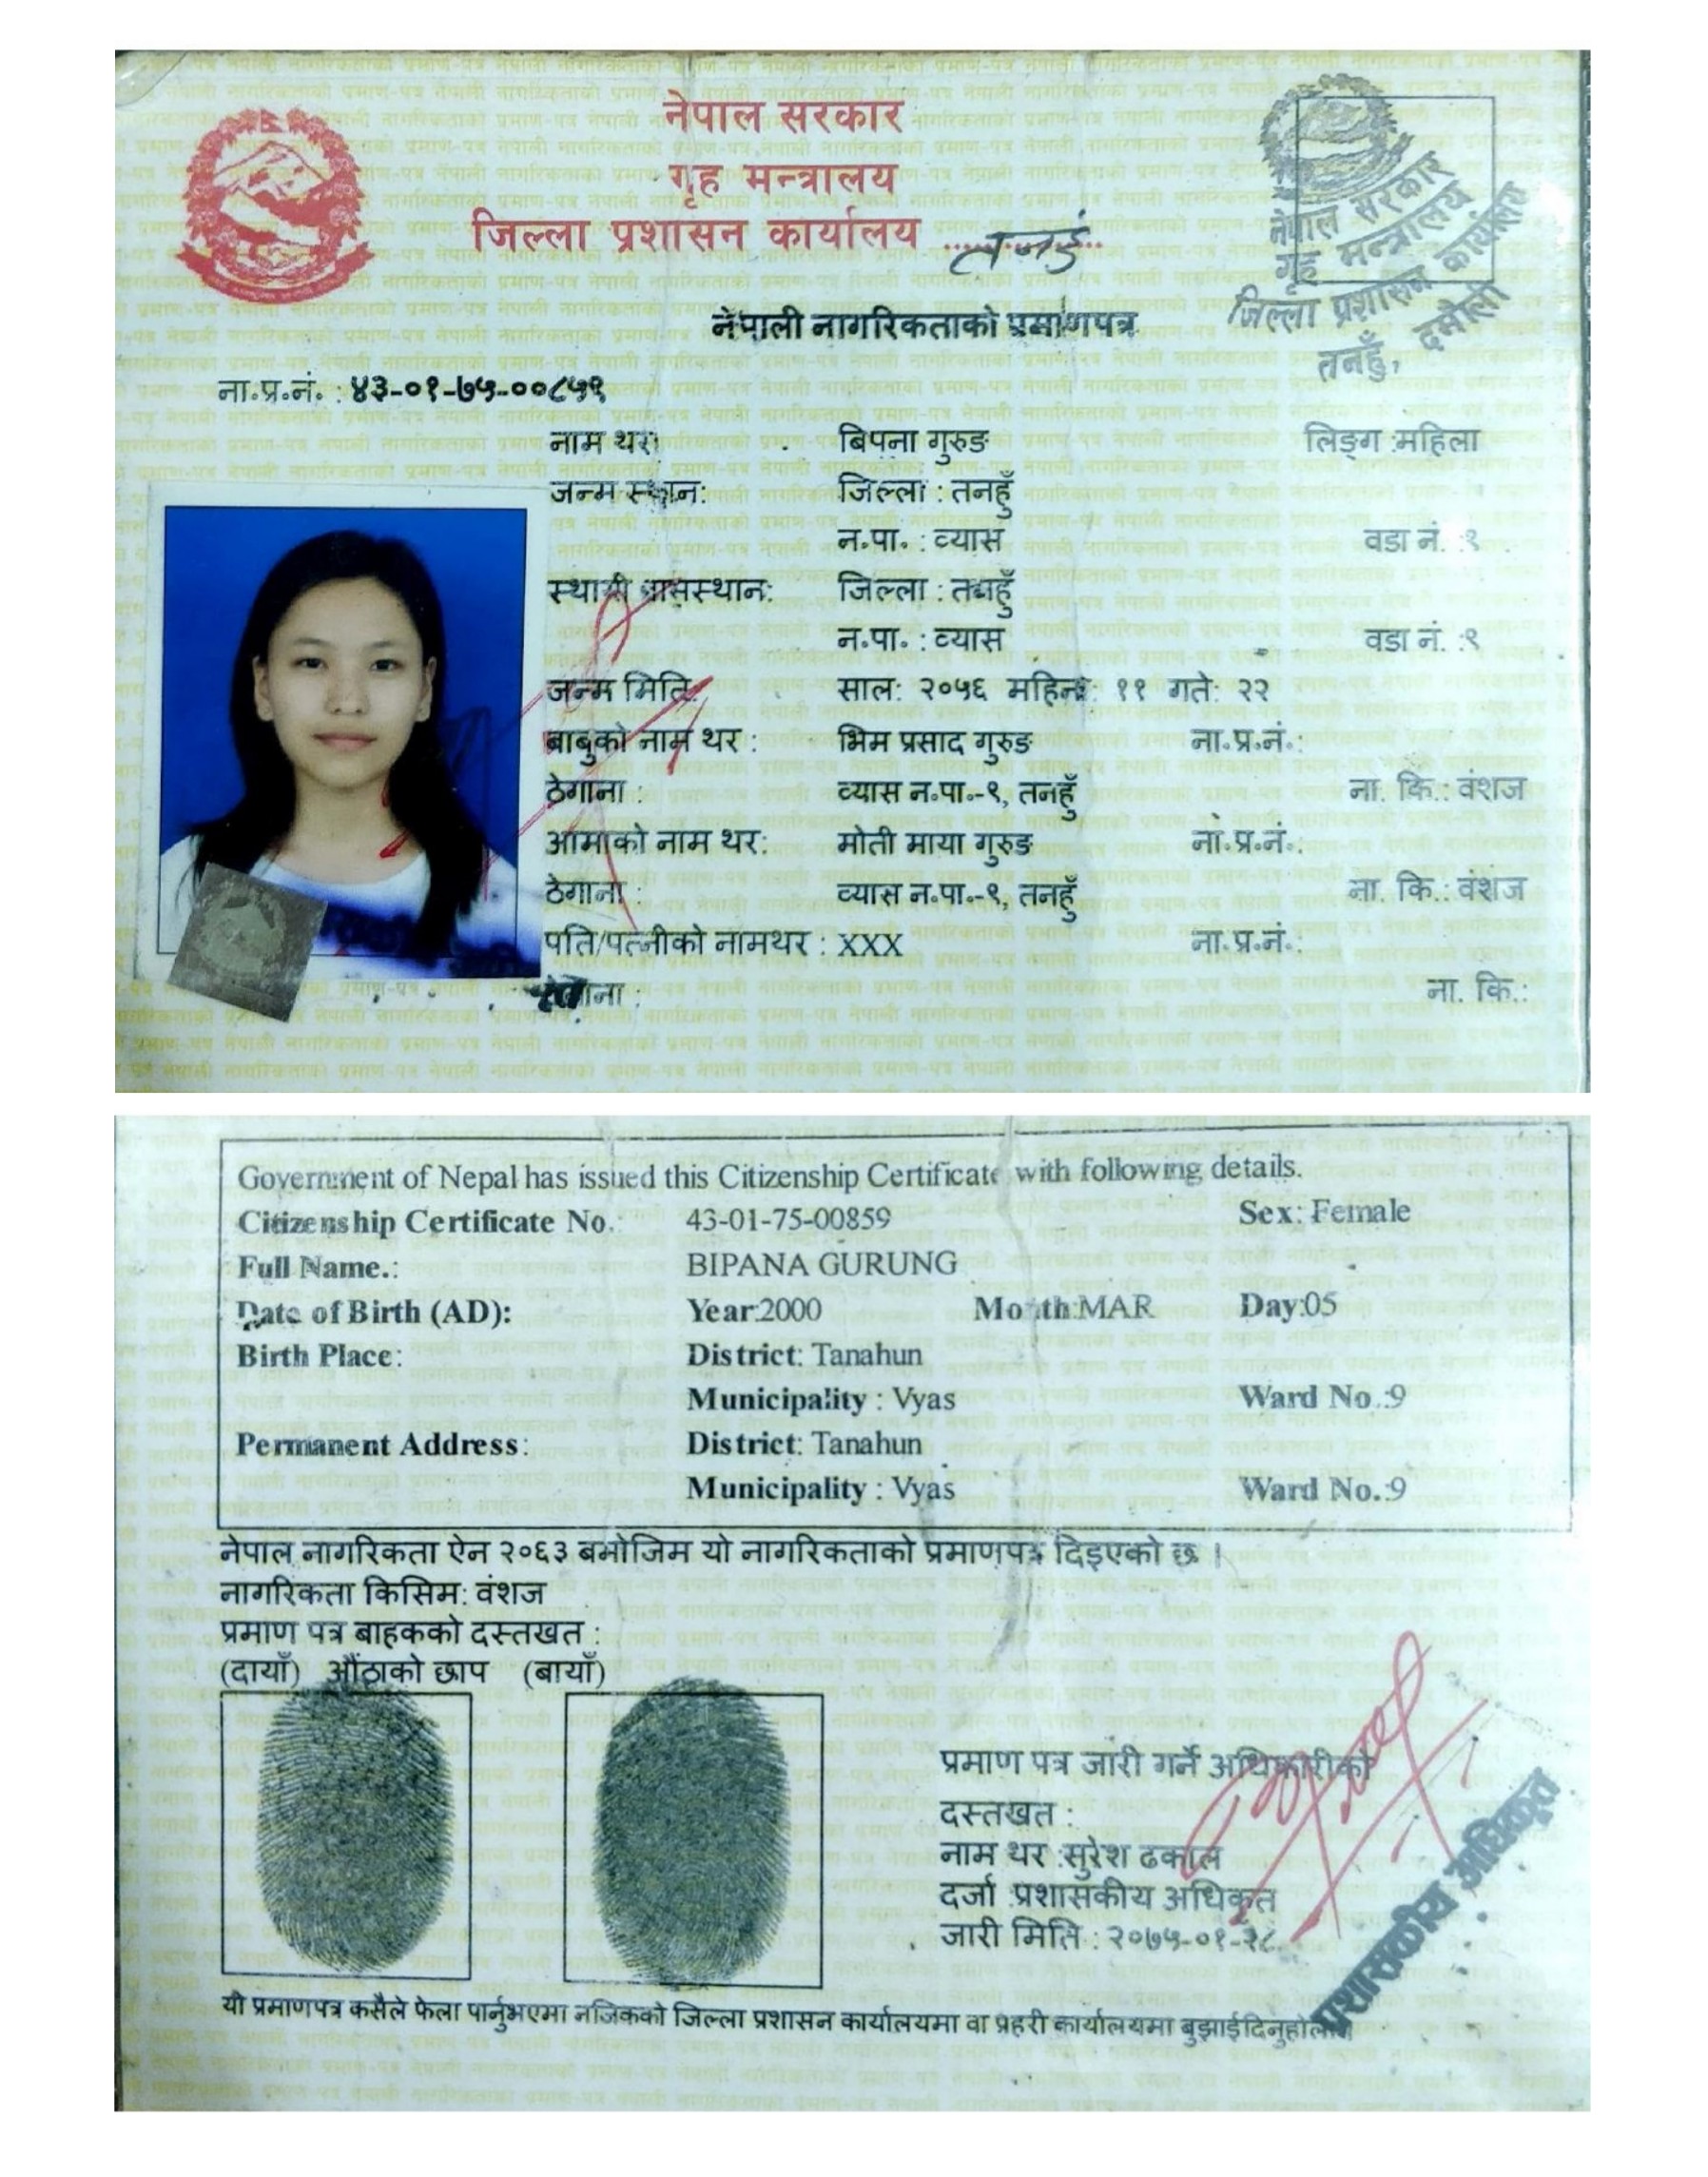 नेपाल सरकार
गृह मन्त्रालय
जिल्ला प्रशासन कार्यालय तनहुँ
नेपाल सरकार
गृह मन्त्रालय
जिल्ला प्रशासन कार्यालय
तनहुँ, दमौली
नेपाली नागरिकताको प्रमाणपत्र
ना.प्र.नं. : ४३-०१-७५-००८५९
नाम थर: बिपना गुरुङ लिङ्ग :महिला
जन्म स्थान: जिल्ला : तनहुँ
न.पा. : व्यास वडा नं. :९
स्थायी बासस्थान: जिल्ला : तनहुँ
न.पा. : व्यास वडा नं. :९
जन्म मिति: साल: २०५६ महिना: ११ गते: २२
बाबुको नाम थर : भिम प्रसाद गुरुङ ना.प्र.नं.:
ठेगाना : व्यास न.पा.-९, तनहुँ ना. कि.: वंशज
आमाको नाम थर: मोती माया गुरुङ ना.प्र.नं.:
ठेगाना : व्यास न.पा.-९, तनहुँ ना. कि.: वंशज
पति/पत्नीको नामथर : XXX ना.प्र.नं.:
ठेगाना : ना. कि.:
Government of Nepal has issued this Citizenship Certificate with following details.
Citizenship Certificate No.: 43-01-75-00859 Sex: Female
Full Name.: BIPANA GURUNG
Date of Birth (AD): Year:2000 Month:MAR Day:05
Birth Place: District: Tanahun
Municipality : Vyas Ward No.:9
Permanent Address: District: Tanahun
Municipality : Vyas Ward No.:9
नेपाल नागरिकता ऐन २०६३ बमोजिम यो नागरिकताको प्रमाणपत्र दिइएको छ ।
नागरिकता किसिम: वंशज
प्रमाण पत्र बाहकको दस्तखत :
(दायाँ) औंठाको छाप (बायाँ)
प्रमाण पत्र जारी गर्ने अधिकारीको
दस्तखत :
नाम थर :सुरेश ढकाल
दर्जा :प्रशासकीय अधिकृत
जारी मिति : २०७५-०१-२८
प्रशासकीय अधिकृत
यो प्रमाणपत्र कसैले फेला पार्नुभएमा नजिकको जिल्ला प्रशासन कार्यालयमा वा प्रहरी कार्यालयमा बुझाईदिनुहोला